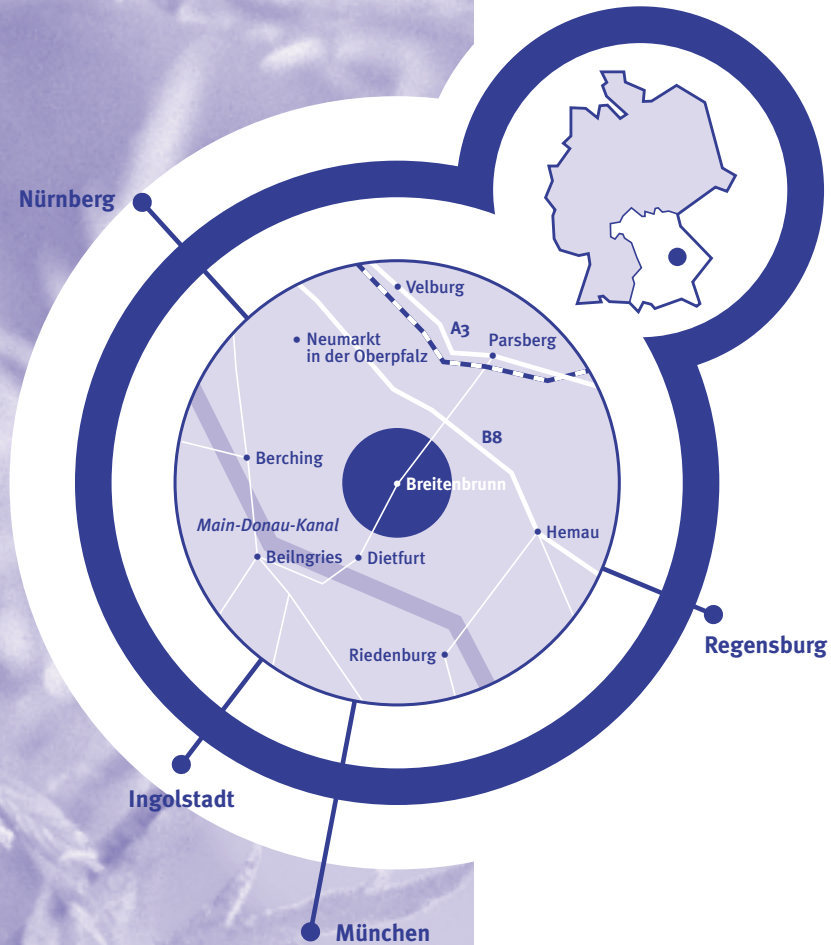 Nürnberg
Velburg
A3
Neumarkt
in der Oberpfalz
Parsberg
B8
Berching
Breitenbrunn
Main-Donau-Kanal
Hemau
Beilngries
Dietfurt
Regensburg
Riedenburg
Ingolstadt
München